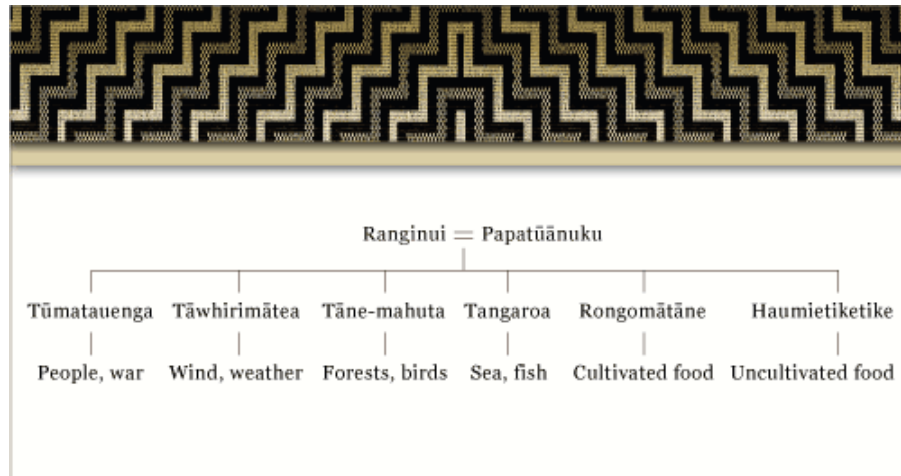 Ranginui = Papatūānuku
Tūmatauenga Tāwhirimātea Tāne-mahuta Tangaroa Rongomātāne Haumietiketike
People, war Wind, weather Forests, birds Sea, fish Cultivated food Uncultivated food